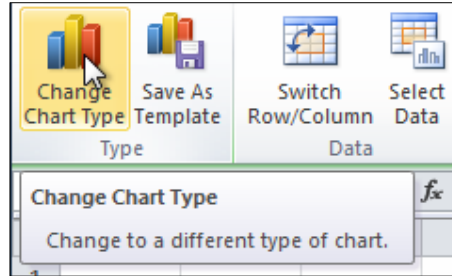 Change Chart Type
Save As Template
Switch Row/Column
Select Data
Type
Data
Change Chart Type
fx
Change to a different type of chart.